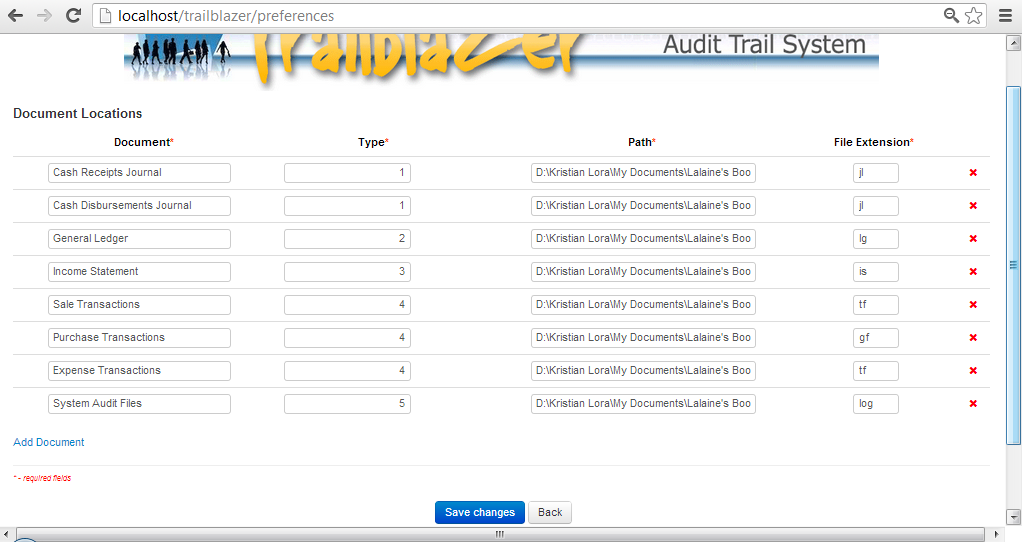 localhost/trailblazer/preferences
Trailblazer
Audit Trail System
Document Locations
Document* Type* Path* File Extension*
Cash Receipts Journal 1 D:\Kristian Lora\My Documents\Lalaine's Boo jl
Cash Disbursements Journal 1 D:\Kristian Lora\My Documents\Lalaine's Boo jl
General Ledger 2 D:\Kristian Lora\My Documents\Lalaine's Boo lg
Income Statement 3 D:\Kristian Lora\My Documents\Lalaine's Boo is
Sale Transactions 4 D:\Kristian Lora\My Documents\Lalaine's Boo tf
Purchase Transactions 4 D:\Kristian Lora\My Documents\Lalaine's Boo gf
Expense Transactions 4 D:\Kristian Lora\My Documents\Lalaine's Boo tf
System Audit Files 5 D:\Kristian Lora\My Documents\Lalaine's Boo log
Add Document
* - required fields
Save changes Back